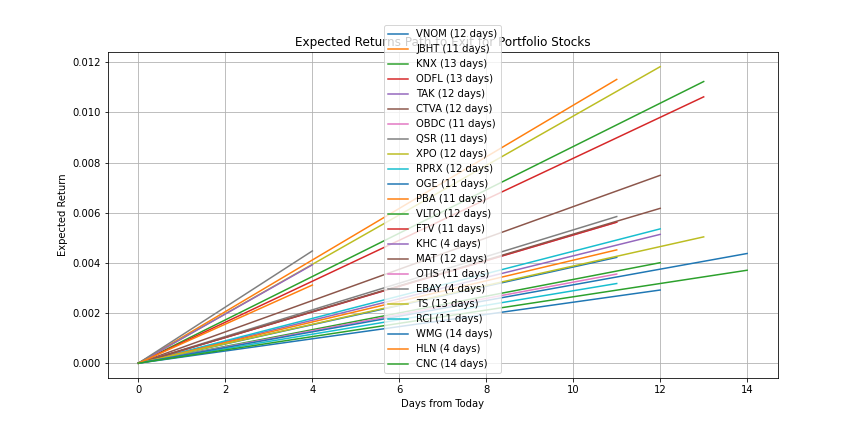 Expected Returns Path to Exit for Portfolio Stocks
VNOM (12 days)
JBHT (11 days)
KNX (13 days)
ODFL (13 days)
TAK (12 days)
CTVA (12 days)
OBDC (11 days)
QSR (11 days)
XPO (12 days)
RPRX (12 days)
OGE (11 days)
PBA (11 days)
VLTO (12 days)
FTV (11 days)
KHC (4 days)
MAT (12 days)
OTIS (11 days)
EBAY (4 days)
TS (13 days)
RCI (11 days)
WMG (14 days)
HLN (4 days)
CNC (14 days)
Expected Return
0.012
0.010
0.008
0.006
0.004
0.002
0.000
0 2 4 6 8 10 12 14
Days from Today